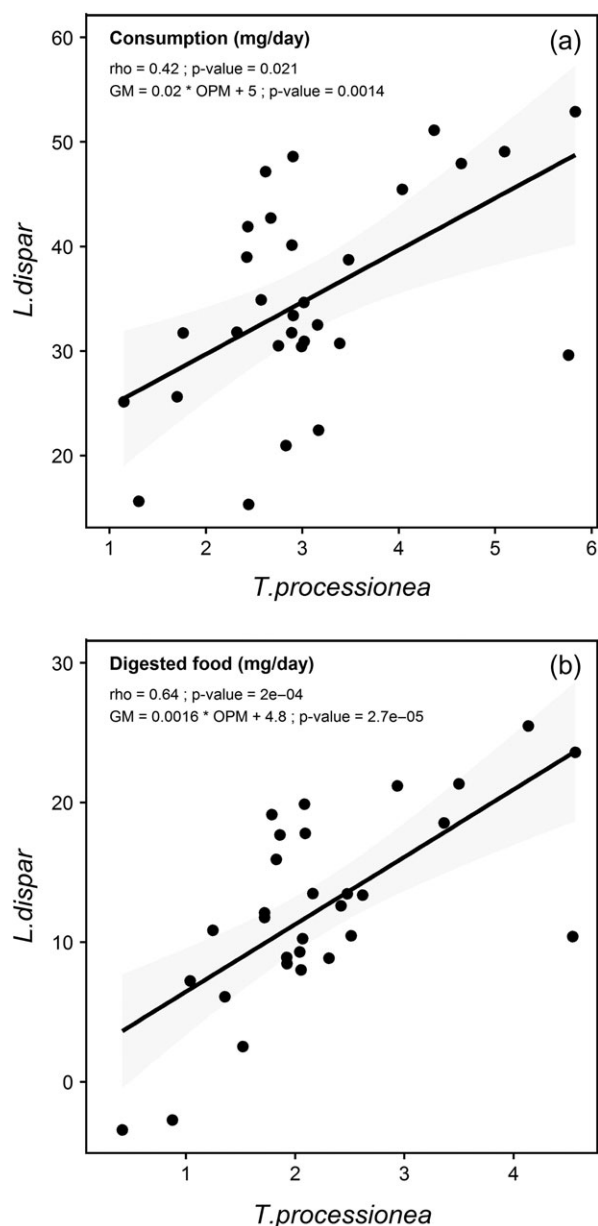 60
Consumption (mg/day)
(a)
rho = 0.42 ; p-value = 0.021
GM = 0.02 * OPM + 5 ; p-value = 0.0014
50
40
30
20
L.dispar
1 2 3 4 5 6
T.processionea
30
Digested food (mg/day)
(b)
rho = 0.64 ; p-value = 2e−04
GM = 0.0016 * OPM + 4.8 ; p-value = 2.7e−05
20
10
0
L.dispar
1 2 3 4
T.processionea